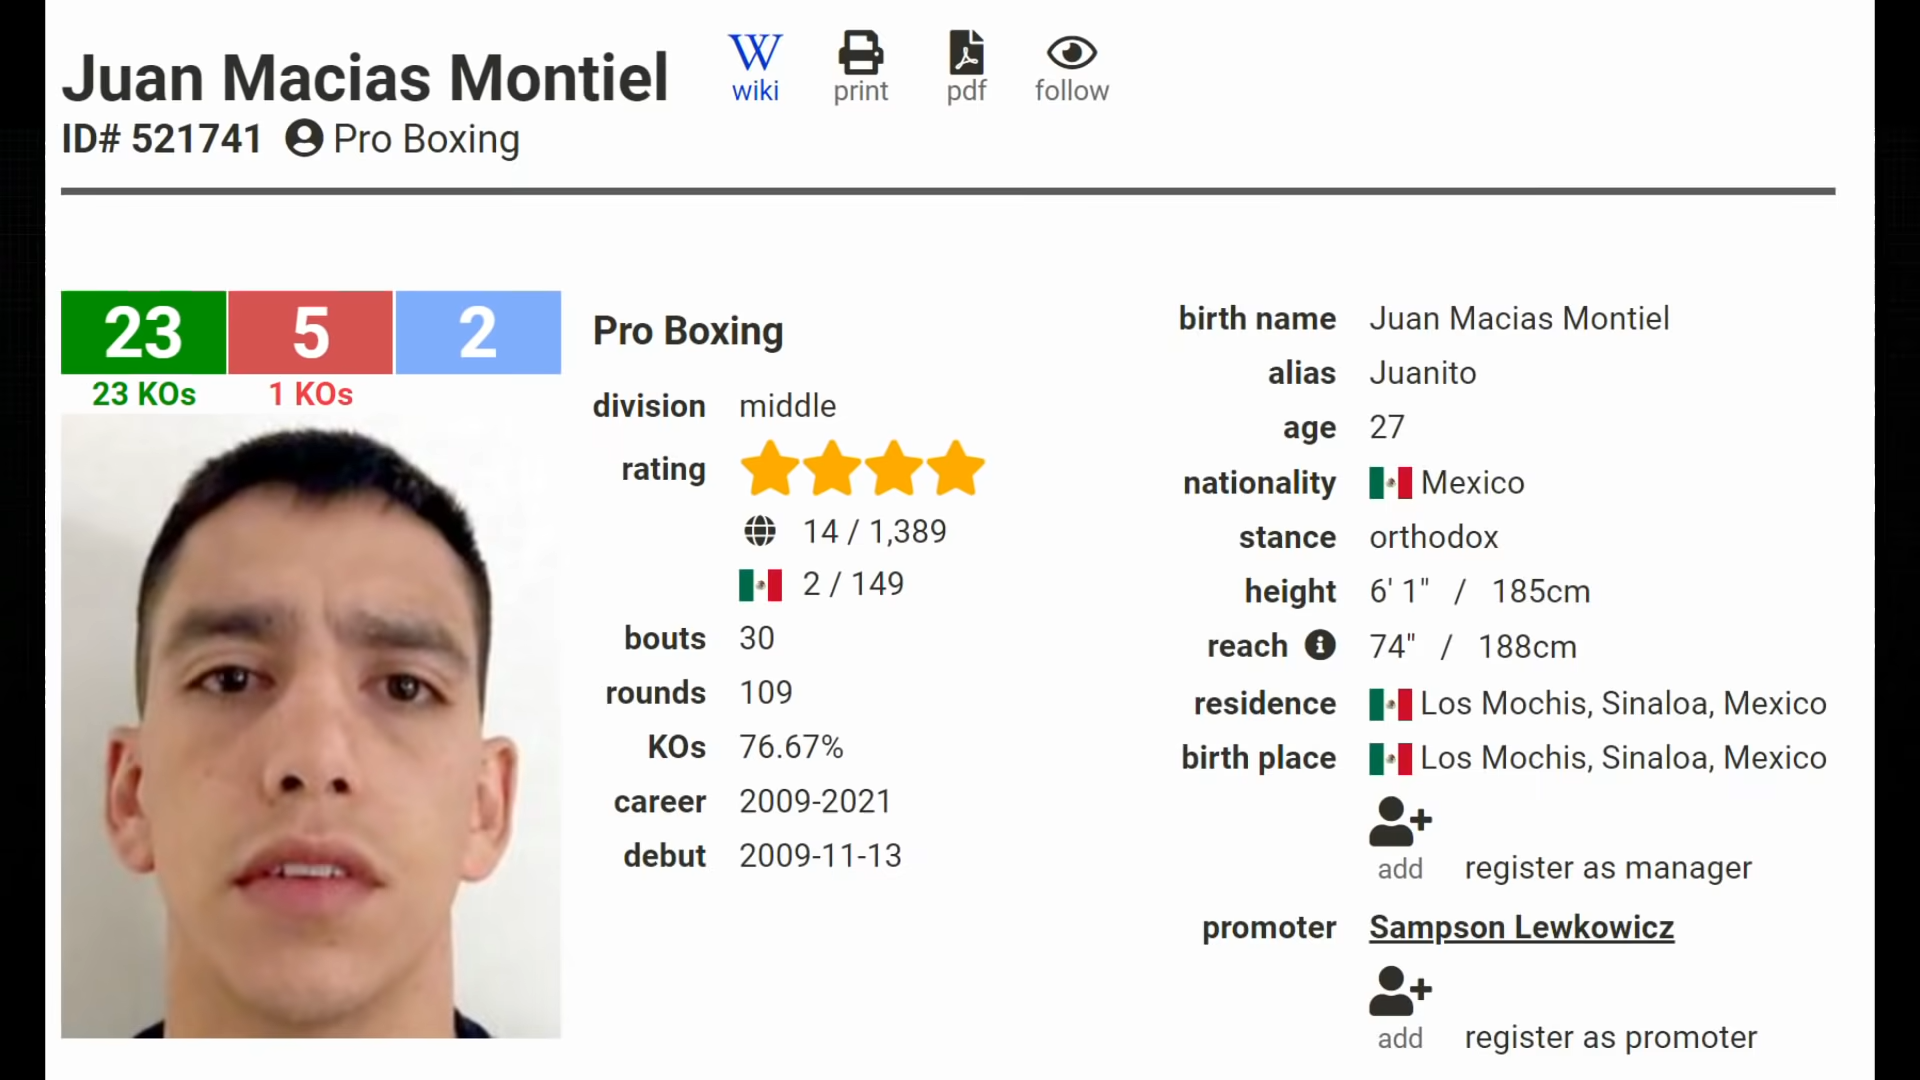 Juan Macias Montiel
wiki
print
pdf
follow
ID# 521741 Pro Boxing
23
5
2
23 KOs
1 KOs
Pro Boxing
division middle
rating
14 / 1,389
2 / 149
bouts 30
rounds 109
KOs 76.67%
career 2009-2021
debut 2009-11-13
birth name Juan Macias Montiel
alias Juanito
age 27
nationality Mexico
stance orthodox
height 6' 1" / 185cm
reach 74" / 188cm
residence Los Mochis, Sinaloa, Mexico
birth place Los Mochis, Sinaloa, Mexico
add register as manager
promoter Sampson Lewkowicz
add register as promoter